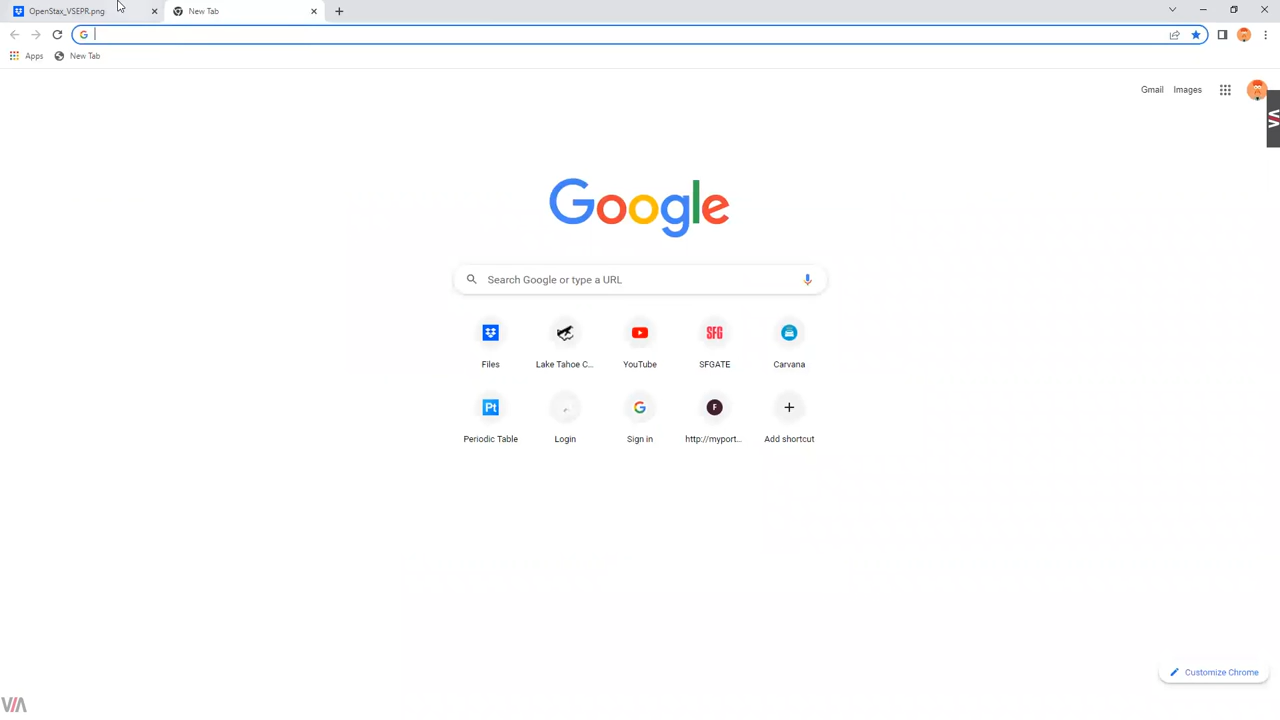 OpenStax_VSEPR.png
New Tab
Apps
New Tab
Gmail
Images
Google
Search Google or type a URL
Files
Lake Tahoe C...
YouTube
SFG
SFGATE
Carvana
Pt
Periodic Table
Login
Sign in
F
http://myport...
Add shortcut
Customize Chrome
VIA